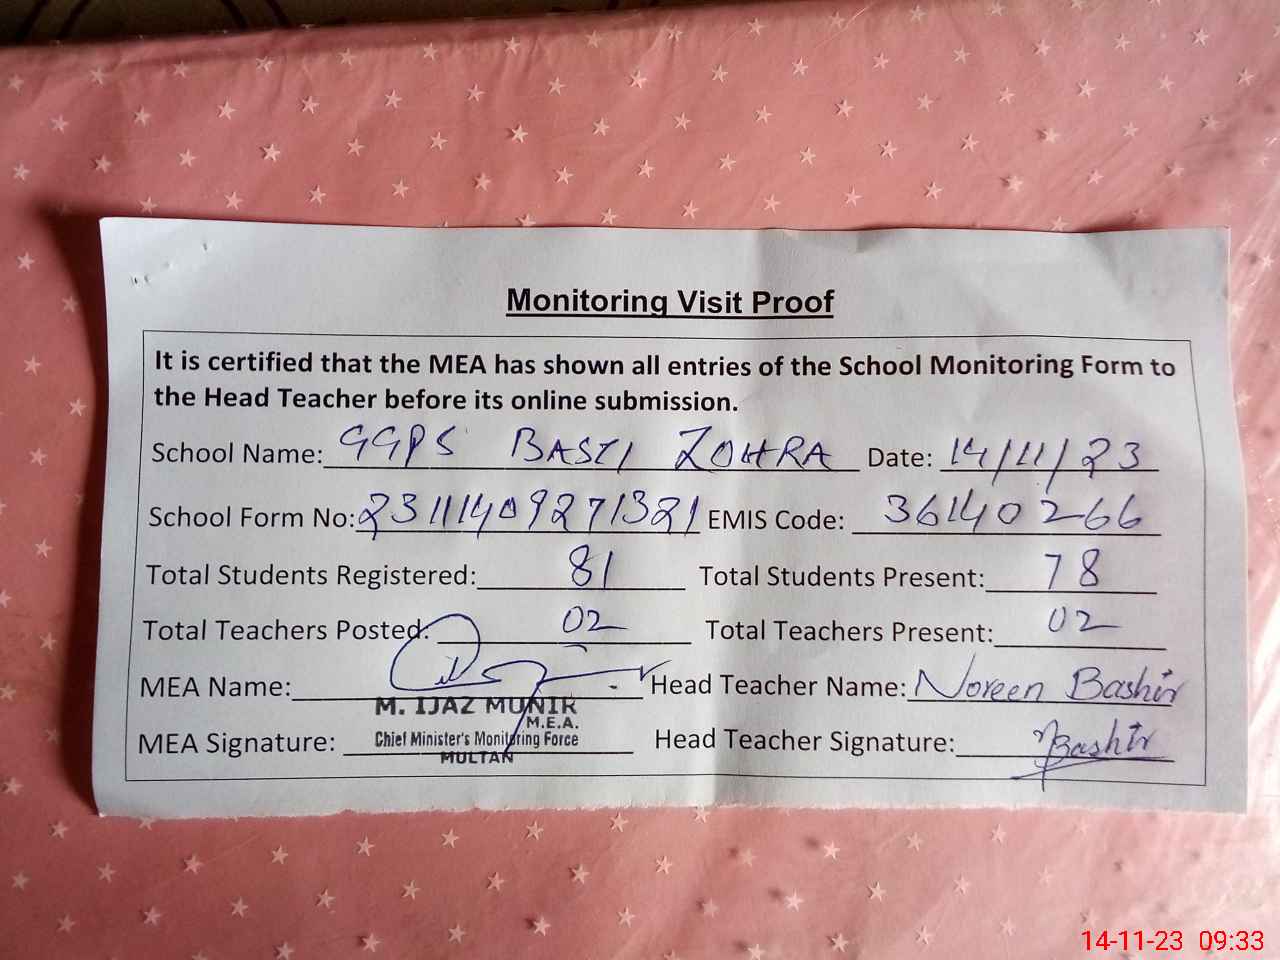 Monitoring Visit Proof
It is certified that the MEA has shown all entries of the School Monitoring Form to
the Head Teacher before its online submission.
School Name: GGPS BASTI ZOHRA Date: 14/11/23
School Form No: 23111409271321 EMIS Code: 36140266
Total Students Registered: 81 Total Students Present: 78
Total Teachers Posted: 02 Total Teachers Present: 02
MEA Name: Head Teacher Name: Noreen Bashir
M. IJAZ MUNIR
M.E.A.
MEA Signature: Chief Minister's Monitoring Force Head Teacher Signature: NBashir
MULTAN
14-11-23 09:33